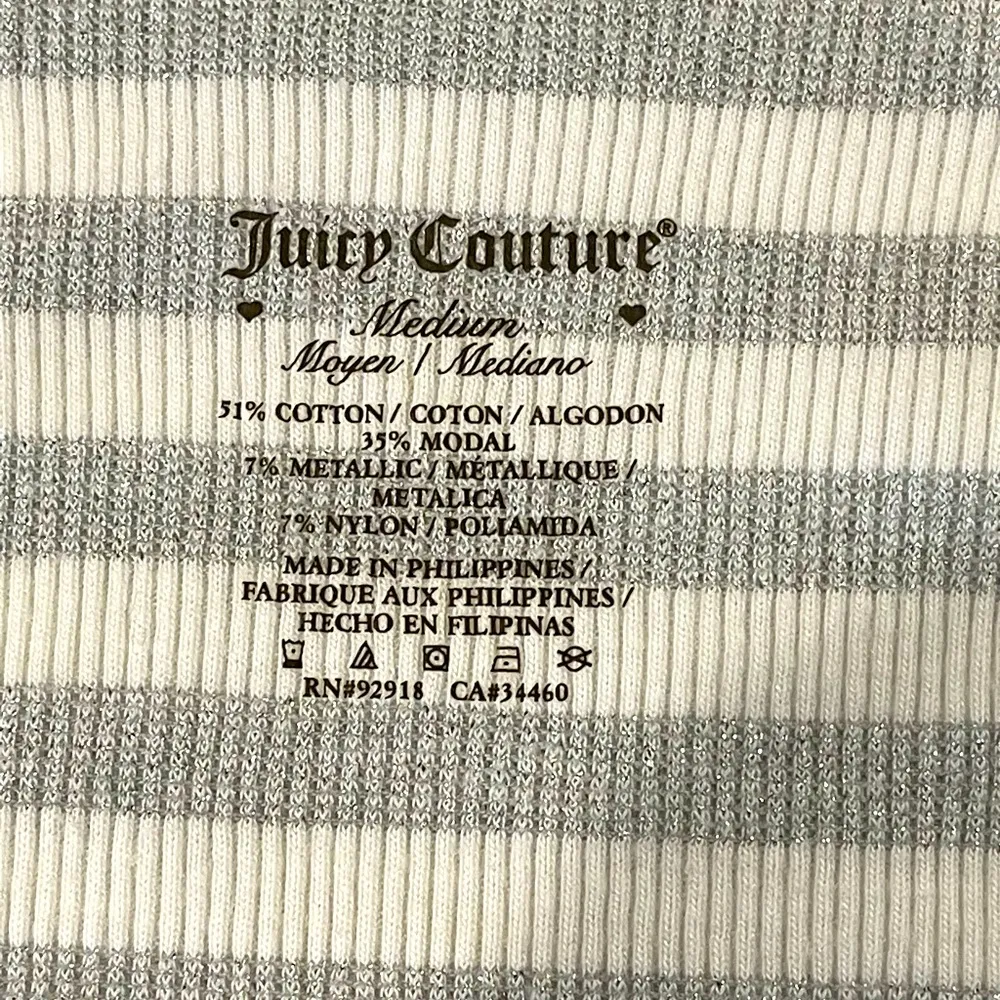 Juicy Couture®
Medium
Moyen / Mediano
51% COTTON / COTON / ALGODON
35% MODAL
7% METALLIC / MÉTALLIQUE /
METALICA
7% NYLON / POLIAMIDA
MADE IN PHILIPPINES /
FABRIQUE AUX PHILIPPINES /
HECHO EN FILIPINAS
RN#92918 CA#34460